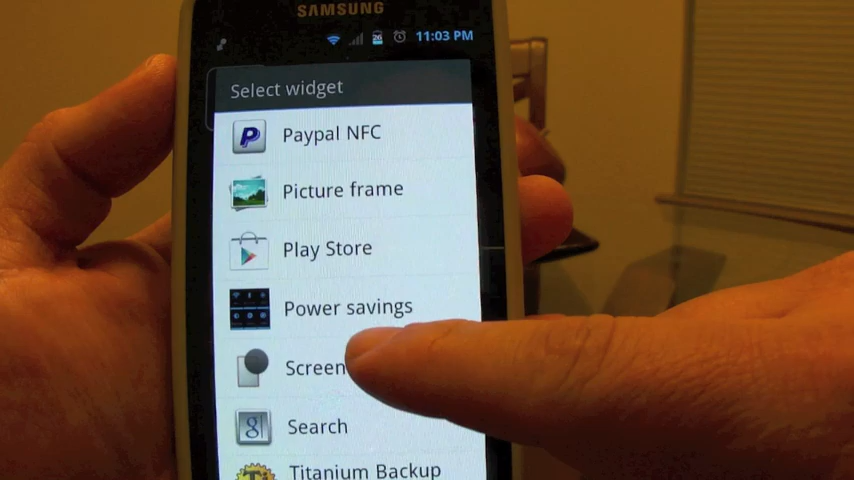 SAMSUNG
11:03 PM
Select widget
Paypal NFC
Picture frame
Play Store
Power savings
Screen
Search
Titanium Backup